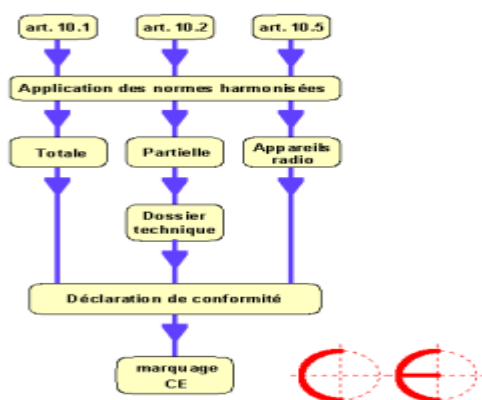 art. 10.1 art. 10.2 art. 10.5
Application des normes harmonisées
Totale Partielle Appareils
radio
Dossier
technique
Déclaration de conformité
marquage
CE
CE